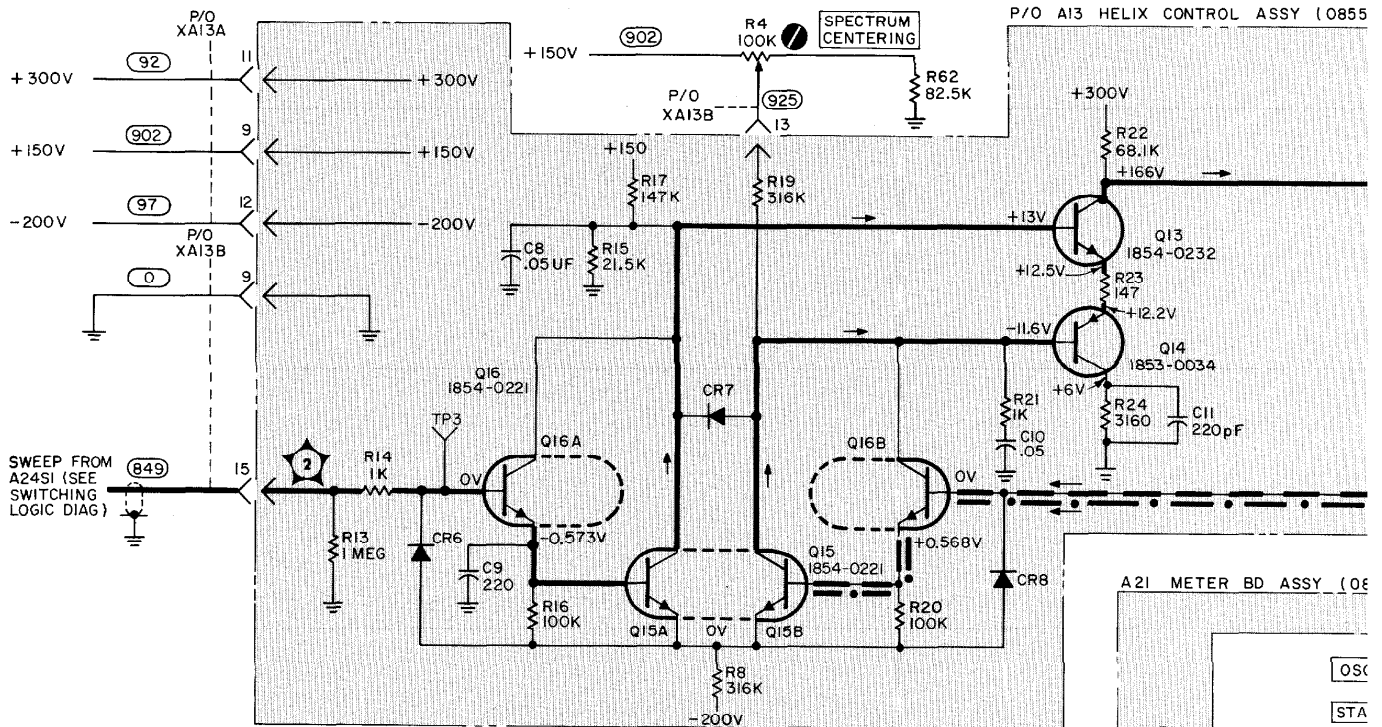 P/O
XA13A
+300V
92
11
+300V
+150V
902
9
+150V
-200V
97
12
-200V
P/O
XA13B
0
9
SWEEP FROM
A24S1 (SEE
SWITCHING
LOGIC DIAG)
849
15
2
R13
1 MEG
R14
1K
TP3
CR6
0V
Q16
1854-0221
Q16A
-0.573V
C9
220
R16
100K
C8
.05UF
R15
21.5K
+150
R17
147K
+150V
902
R4
100K
SPECTRUM
CENTERING
R62
82.5K
P/O
XA13B
925
13
R19
316K
CR7
Q15A
0V
Q15B
Q15
1854-0221
R8
316K
-200V
Q16B
0V
+0.568V
R20
100K
CR8
R21
1K
C10
.05
P/O A13 HELIX CONTROL ASSY (0855
+300V
R22
68.1K
+166V
+13V
Q13
1854-0232
+12.5V
R23
147
+12.2V
-11.6V
Q14
1853-0034
+6V
R24
3160
C11
220pF
A21 METER BD ASSY (08
OSC
STA